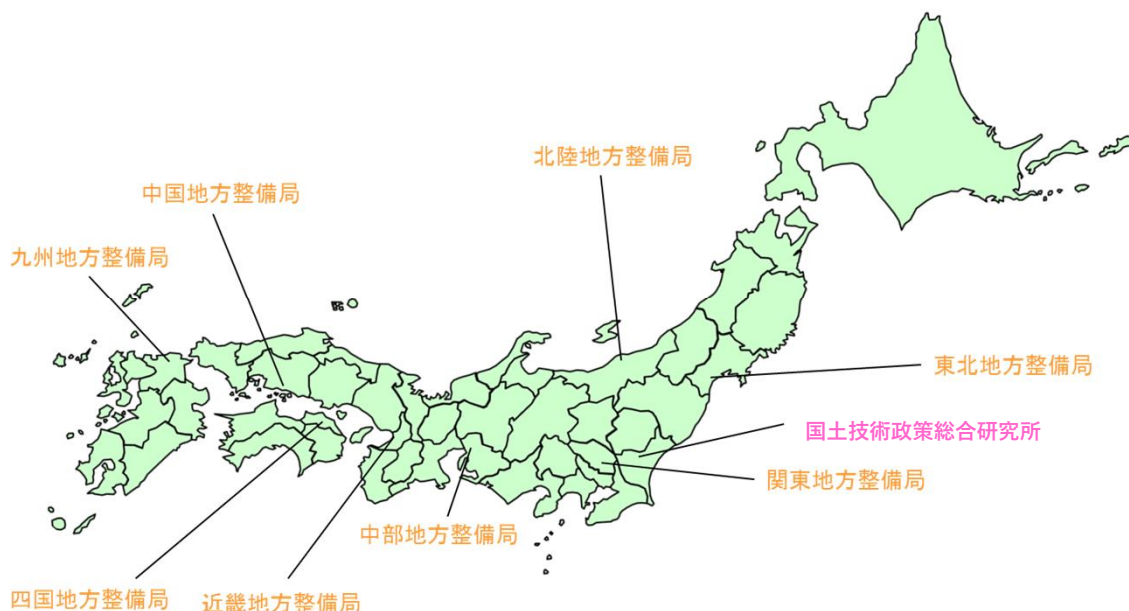 北陸地方整備局
中国地方整備局
九州地方整備局
東北地方整備局
国土技術政策総合研究所
関東地方整備局
中部地方整備局
四国地方整備局
近畿地方整備局